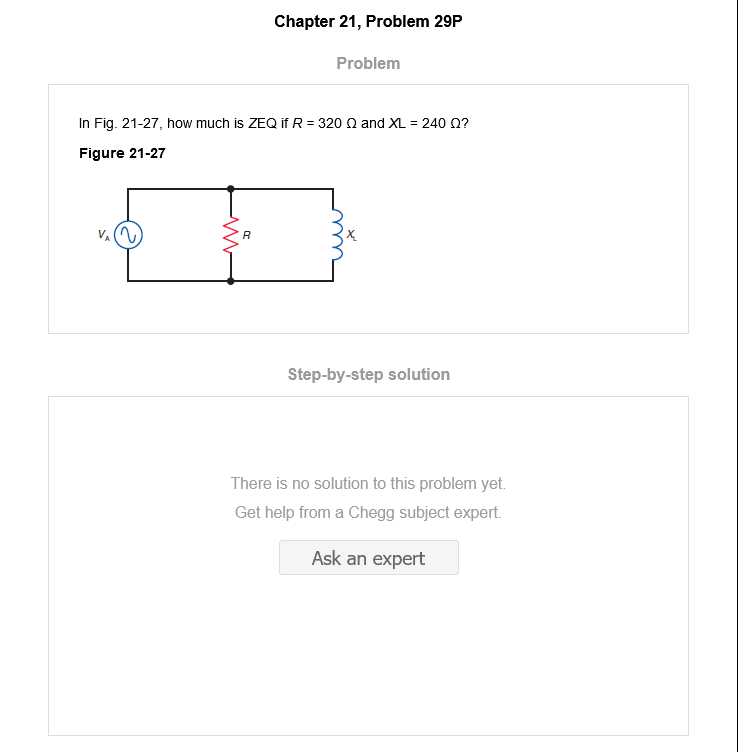 Chapter 21, Problem 29P
Problem
In Fig. 21-27, how much is ZEQ if R = 320 Ω and XL = 240 Ω?
Figure 21-27
VA
R
XL
Step-by-step solution
There is no solution to this problem yet.
Get help from a Chegg subject expert.
Ask an expert